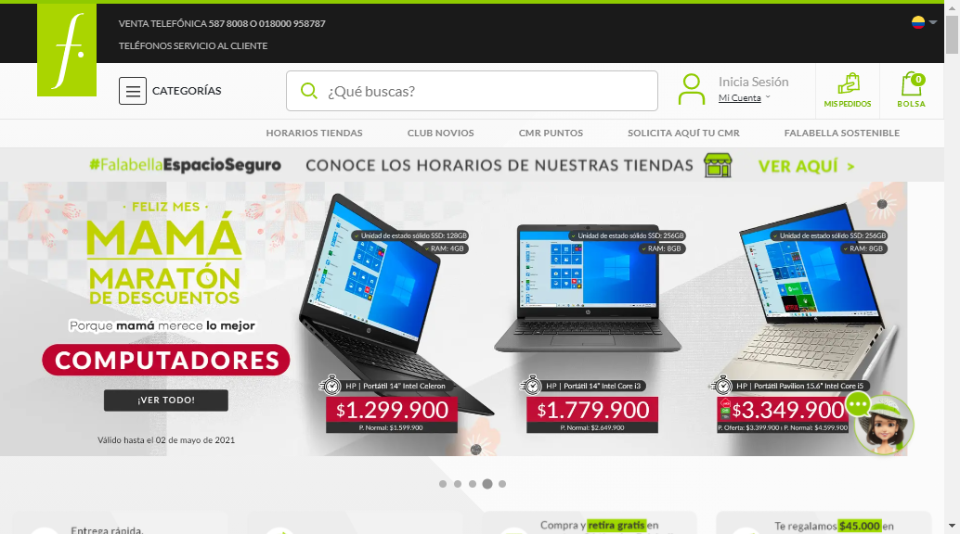 f.
VENTA TELEFÓNICA 587 8008 O 018000 958787
TELÉFONOS SERVICIO AL CLIENTE
CATEGORÍAS
¿Qué buscas?
Inicia Sesión
Mi Cuenta
MIS PEDIDOS
0
BOLSA
HORARIOS TIENDAS
CLUB NOVIOS
CMR PUNTOS
SOLICITA AQUÍ TU CMR
FALABELLA SOSTENIBLE
#FalabellaEspacioSeguro CONOCE LOS HORARIOS DE NUESTRAS TIENDAS VER AQUÍ >
· FELIZ MES ·
MAMÁ
MARATÓN
DE DESCUENTOS
Porque mamá merece lo mejor
COMPUTADORES
¡VER TODO!
Válido hasta el 02 de mayo de 2021
Unidad de estado sólido SSD: 128GB
RAM: 4GB
HP | Portátil 14" Intel Celeron
$1.299.900
P. Normal: $1.599.900
Unidad de estado sólido SSD: 256GB
RAM: 8GB
HP | Portátil 14" Intel Core i3
$1.779.900
P. Normal: $2.649.900
Unidad de estado sólido SSD: 256GB
RAM: 8GB
HP | Portátil Pavilion 15.6" Intel Core i5
$3.349.900
P. Oferta: $3.399.900 | P. Normal: $4.599.900
Entrega rápida.
Compra y retira gratis en
Te regalamos $45.000 en